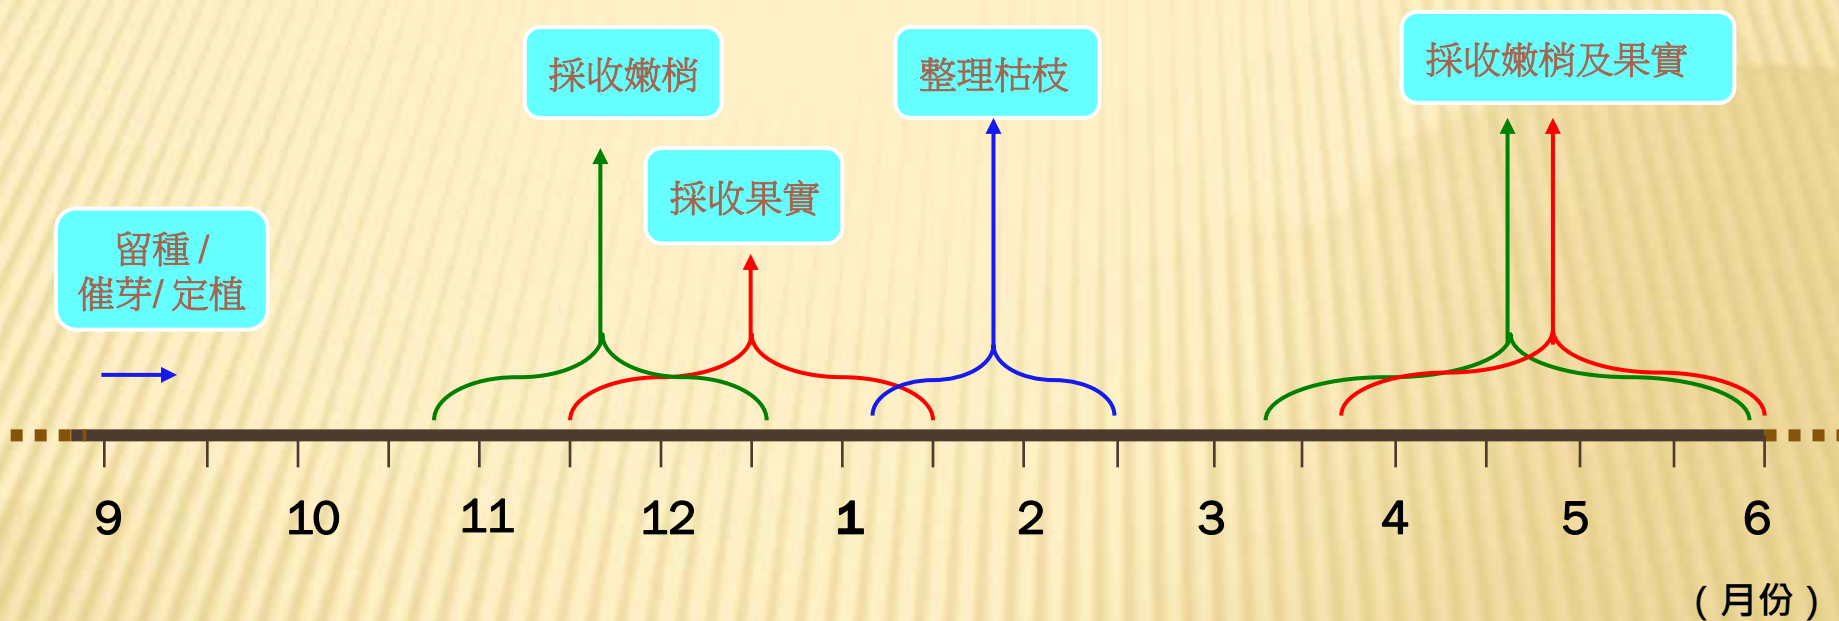 採收嫩梢
整理枯枝
採收嫩梢及果實
採收果實
留種 /
催芽/ 定植
9 10 11 12 1 2 3 4 5 6
( 月份 )